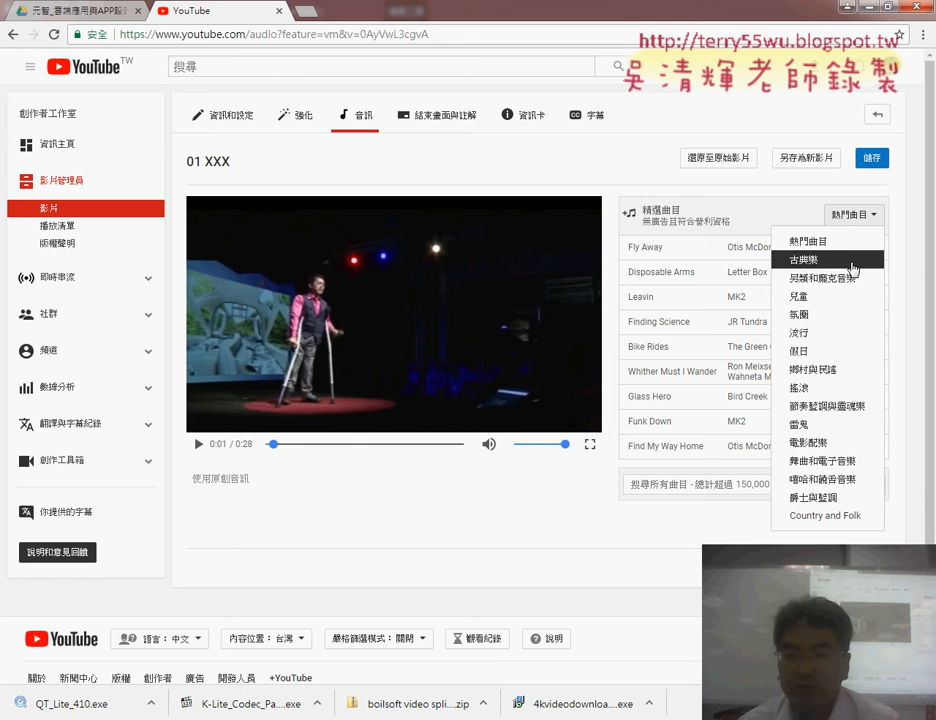 元智_雲端應用與APP設計
YouTube
安全 | https://www.youtube.com/audio?feature=vm&v=0AyVwL3cgvA
http://terry55wu.blogspot.tw
吳清輝老師錄製
YouTube TW
搜尋
創作者工作室
資訊主頁
影片管理員
影片
播放清單
版權聲明
即時串流
社群
頻道
數據分析
翻譯與字幕紀錄
創作工具箱
你提供的字幕
說明和意見回饋
資訊和設定
強化
音訊
結束畫面與註解
資訊卡
字幕
01 XXX
還原至原始影片
另存為新影片
儲存
0:01 / 0:28
使用原創音訊
精選曲目
無廣告且符合營利資格
熱門曲目
Fly Away Otis McDon
Disposable Arms Letter Box
Leavin MK2
Finding Science JR Tundra
Bike Rides The Green
Whither Must I Wander Ron Meixse
Wahneta M
Glass Hero Bird Creek
Funk Down MK2
Find My Way Home Otis McDon
搜尋所有曲目 - 總計超過 150,000
熱門曲目
古典樂
另類和龐克音樂
兒童
氛圍
流行
假日
鄉村與民謠
搖滾
節奏藍調與靈魂樂
雷鬼
電影配樂
舞曲和電子音樂
嘻哈和饒舌音樂
爵士與藍調
Country and Folk
YouTube
語言：中文
內容位置：台灣
嚴格篩選模式：關閉
觀看紀錄
說明
關於
新聞中心
版權
創作者
廣告
開發人員
+YouTube
QT_Lite_410.exe
K-Lite_Codec_Pa....exe
boilsoft video spli....zip
4kvideodownloa....exe